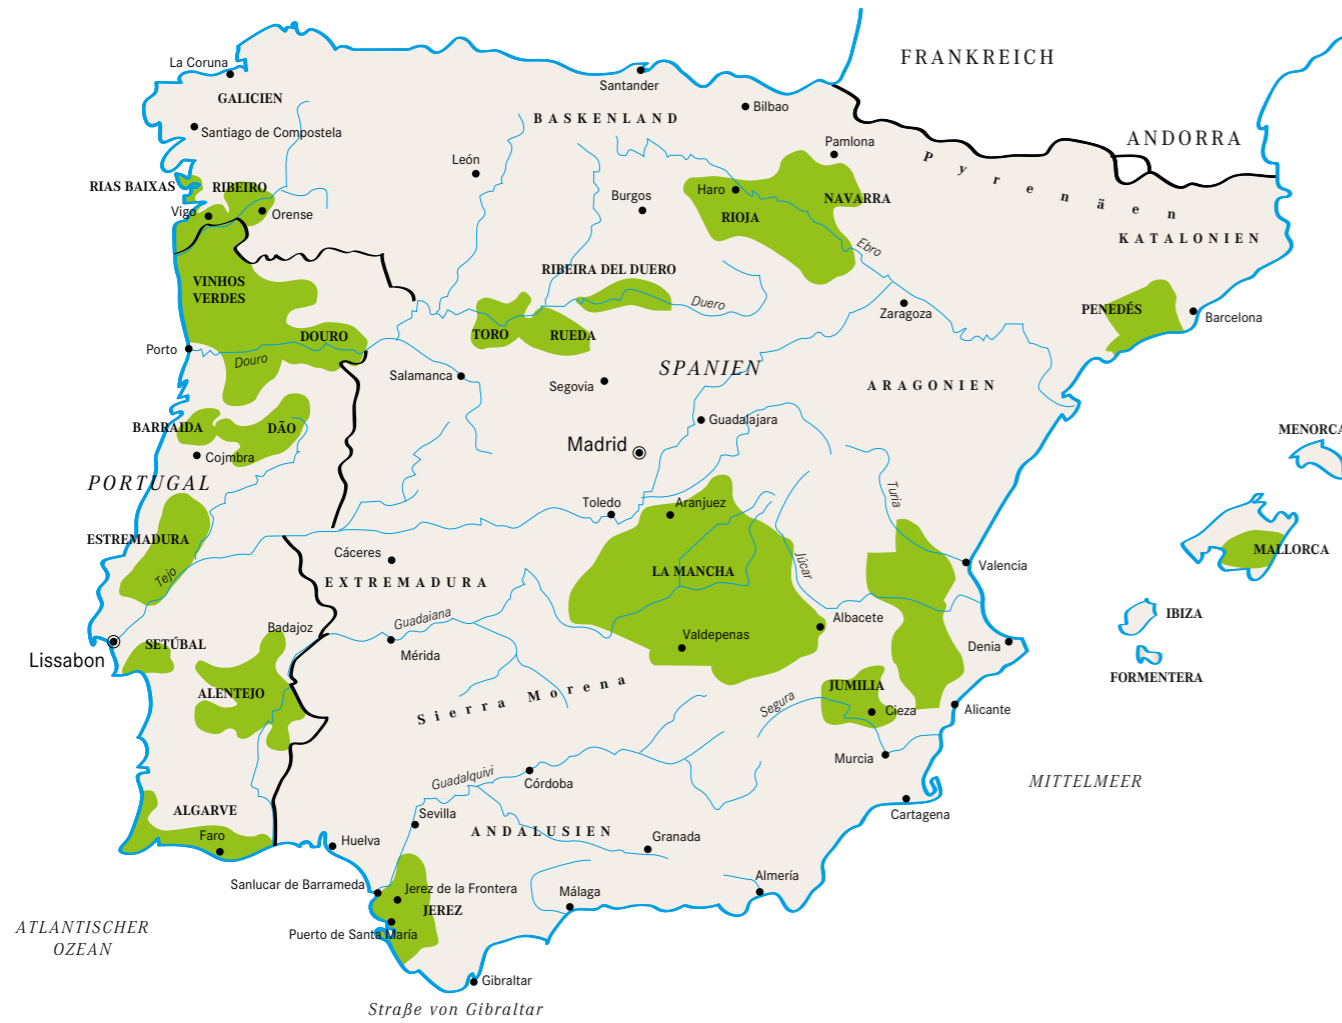 FRANKREICH
La Coruna
Santander
GALICIEN
Bilbao
BASKENLAND
Santiago de Compostela
ANDORRA
Pamlona
Pyrenäen
León
RIAS BAIXAS
RIBEIRO
Haro
NAVARRA
Burgos
Vigo
Orense
RIOJA
KATALONIEN
Ebro
RIBEIRA DEL DUERO
VINHOS
VERDES
Duero
PENEDÉS
Zaragoza
Barcelona
DOURO
TORO
RUEDA
Porto
Douro
SPANIEN
Salamanca
Segovia
ARAGONIEN
Guadalajara
BARRAIDA
DÃO
MENORCA
Madrid
Cojmbra
PORTUGAL
Turia
Toledo
Aranjuez
ESTREMADURA
MALLORCA
Cáceres
Júcar
Valencia
LA MANCHA
Tejo
EXTREMADURA
IBIZA
Guadaiana
Albacete
Badajoz
Valdepenas
SETÚBAL
Denia
Mérida
Lissabon
FORMENTERA
Sierra Morena
JUMILIA
ALENTEJO
Segura
Cieza
Alicante
Murcia
Guadalquivi
MITTELMEER
Córdoba
ALGARVE
Sevilla
Cartagena
ANDALUSIEN
Faro
Huelva
Granada
Almería
Sanlucar de Barrameda
Jerez de la Frontera
Málaga
JEREZ
ATLANTISCHER
OZEAN
Puerto de Santa María
Gibraltar
Straße von Gibraltar